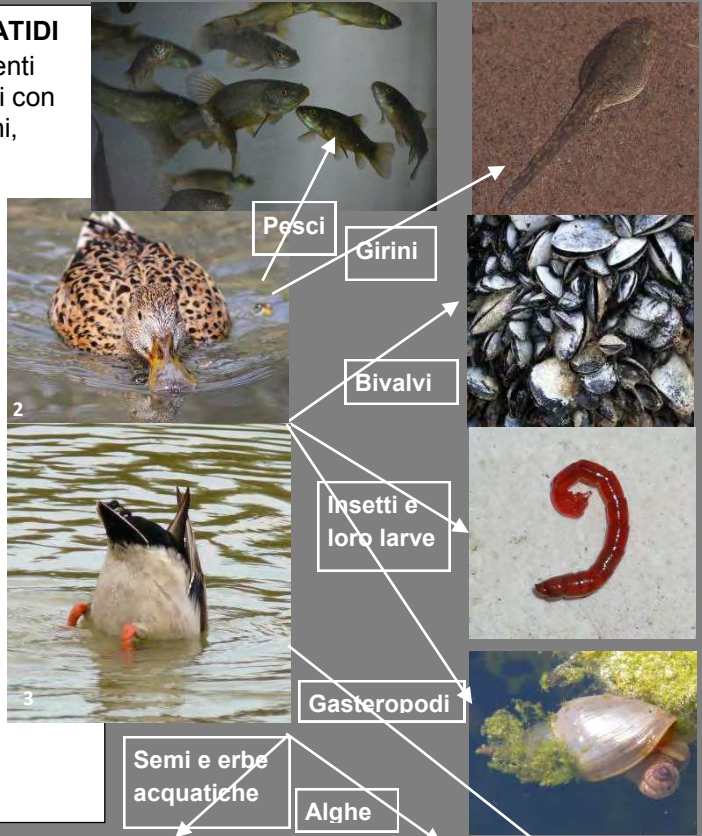 ATIDI
enti
i con
ni,
Pesci
Girini
2
Bivalvi
Insetti e
loro larve
3
Gasteropodi
Semi e erbe
acquatiche
Alghe